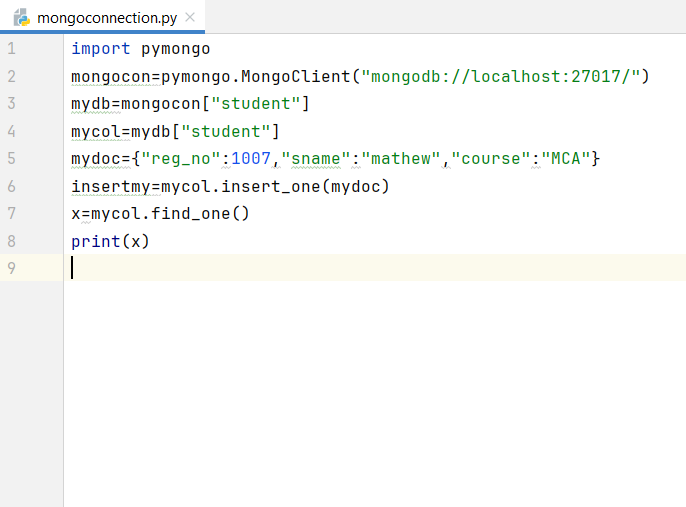 mongoconnection.py
1 import pymongo
2 mongocon=pymongo.MongoClient("mongodb://localhost:27017/")
3 mydb=mongocon["student"]
4 mycol=mydb["student"]
5 mydoc={"reg_no":1007,"sname":"mathew","course":"MCA"}
6 insertmy=mycol.insert_one(mydoc)
7 x=mycol.find_one()
8 print(x)
9